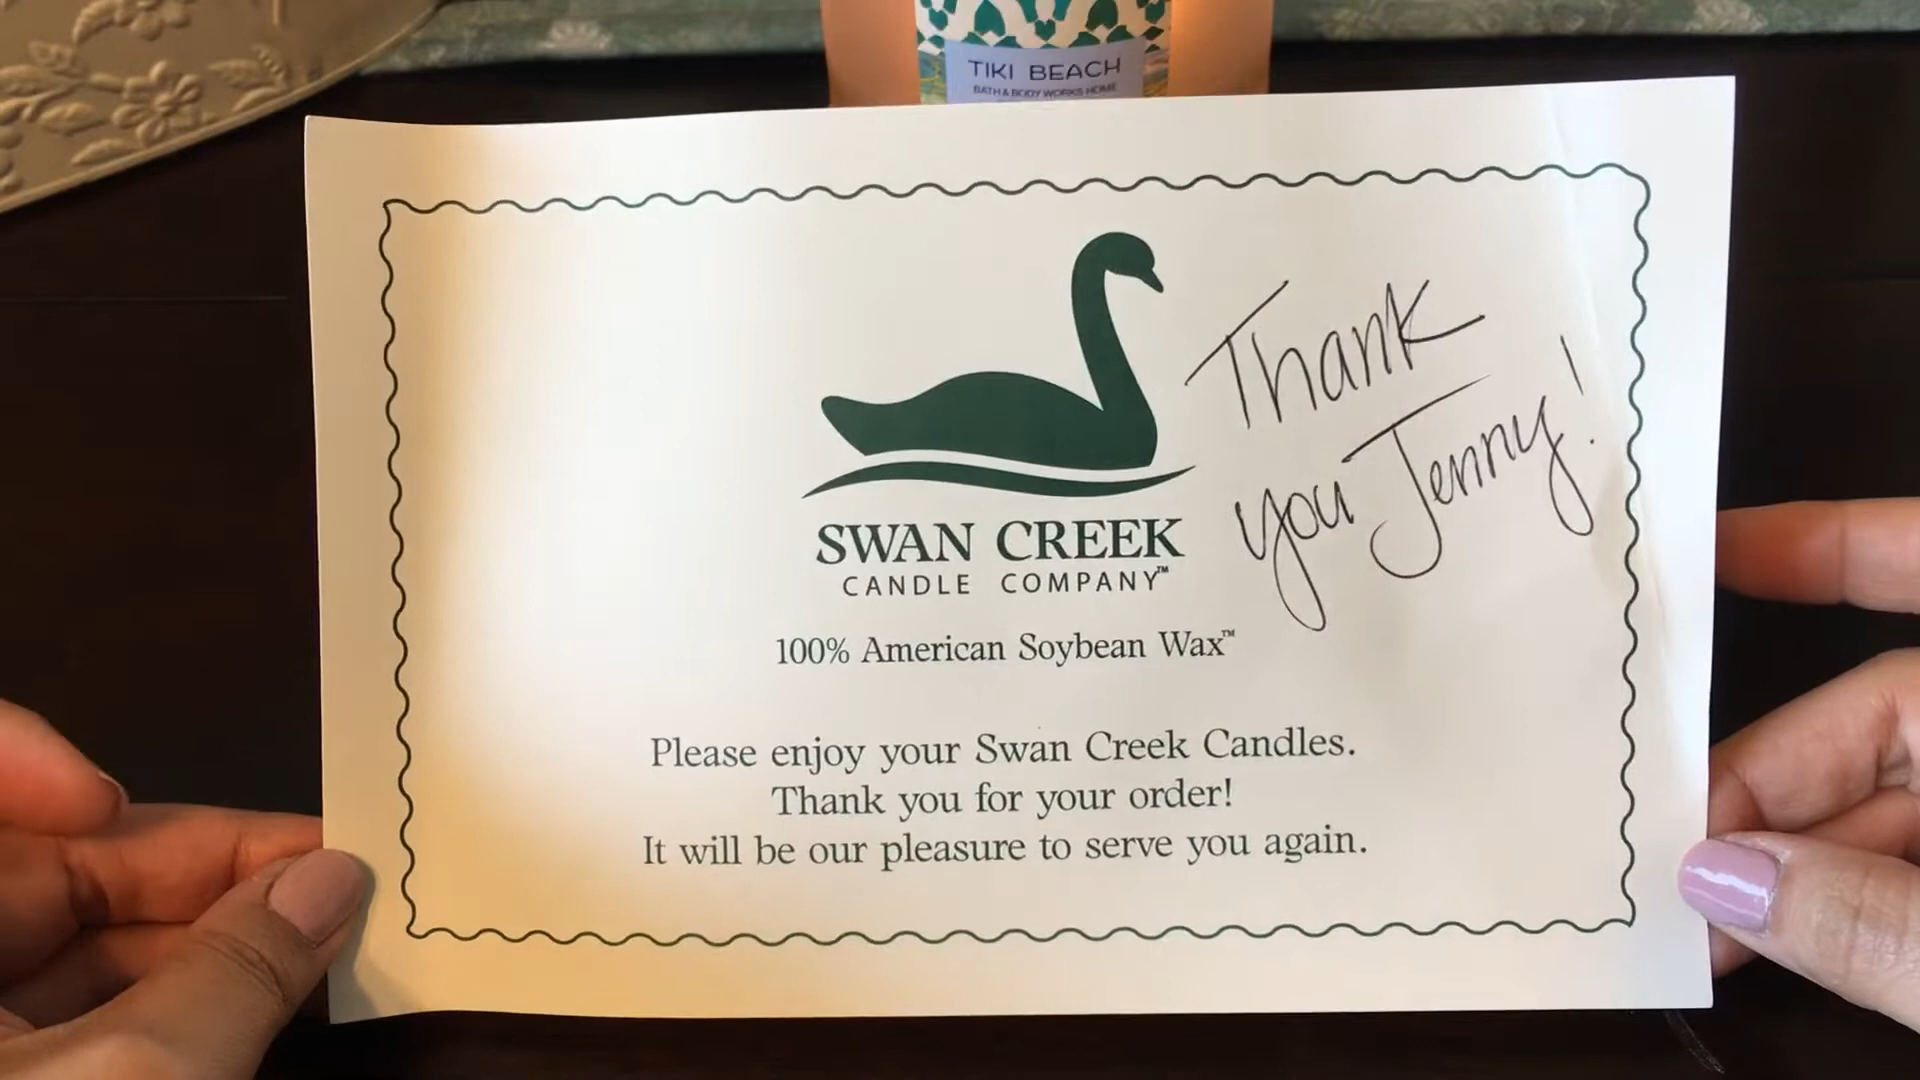 TIKI BEACH
BATH & BODY WORKS HOME
Thank
you Jenny!
SWAN CREEK
CANDLE COMPANY™
100% American Soybean Wax™
Please enjoy your Swan Creek Candles.
Thank you for your order!
It will be our pleasure to serve you again.